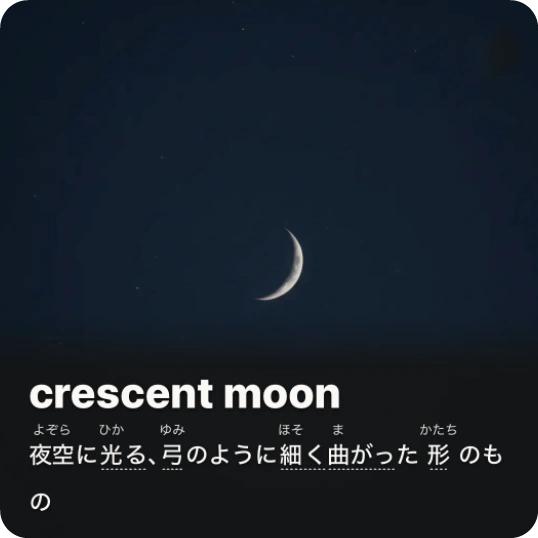 crescent moon
よぞら ひか ゆみ ほそ ま かたち
夜空に光る、弓のように細く曲がった 形 のも
の